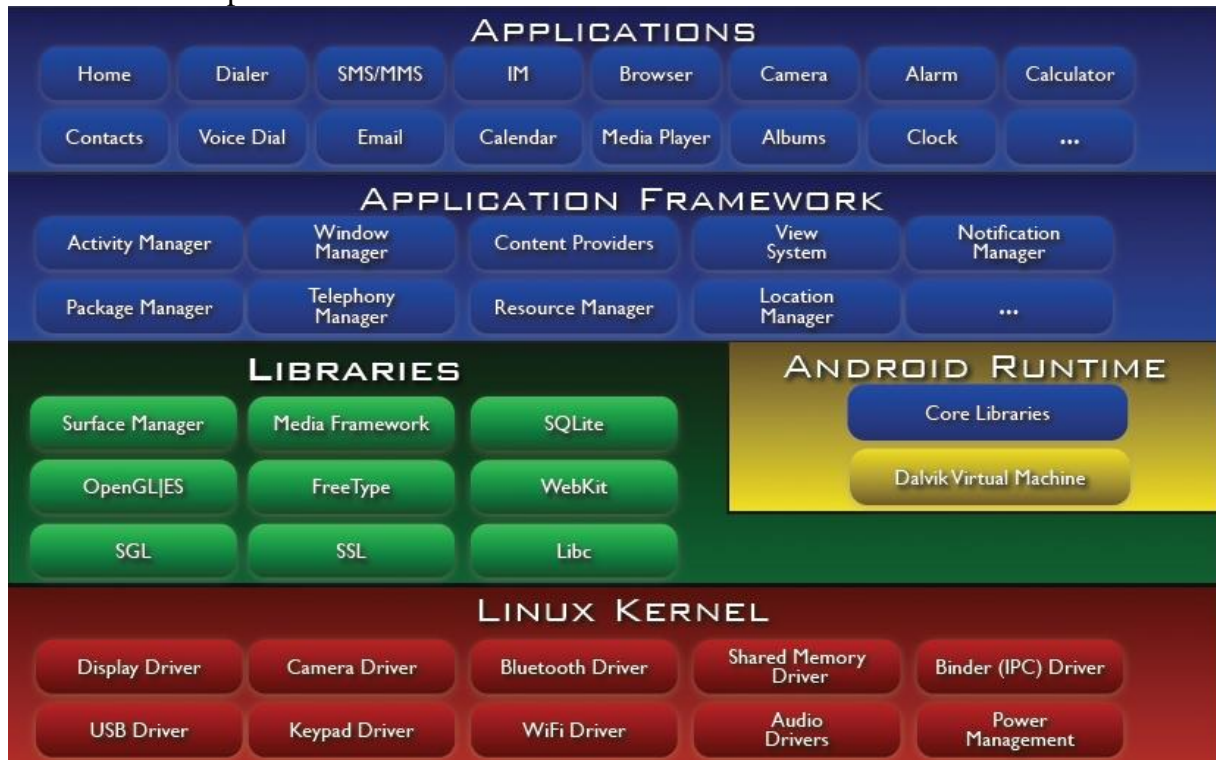 APPLICATIONS
Home Dialer SMS/MMS IM Browser Camera Alarm Calculator
Contacts Voice Dial Email Calendar Media Player Albums Clock ...
APPLICATION FRAMEWORK
Activity Manager Window Manager Content Providers View System Notification Manager
Package Manager Telephony Manager Resource Manager Location Manager ...
LIBRARIES
Surface Manager Media Framework SQLite
OpenGL|ES FreeType WebKit
SGL SSL Libc
ANDROID RUNTIME
Core Libraries
Dalvik Virtual Machine
LINUX KERNEL
Display Driver Camera Driver Bluetooth Driver Shared Memory Driver Binder (IPC) Driver
USB Driver Keypad Driver WiFi Driver Audio Drivers Power Management